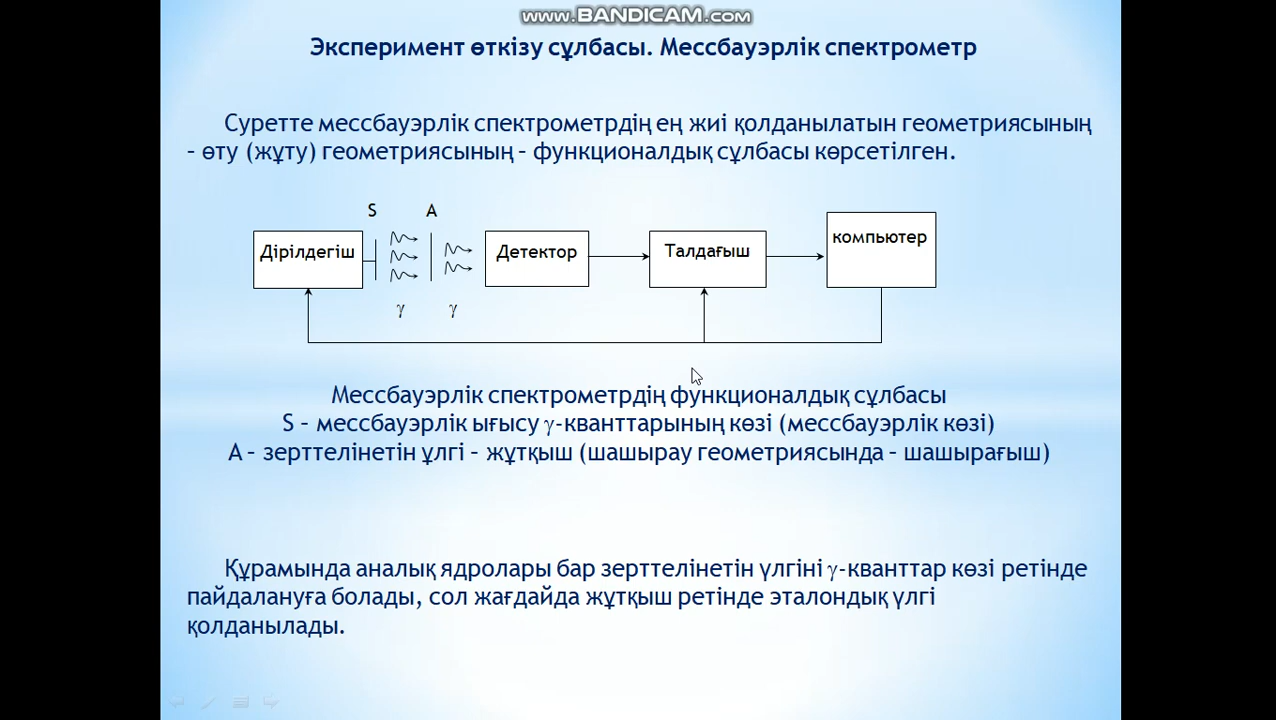 www.BANDICAM.com
Эксперимент өткізу сұлбасы. Мессбауэрлік спектрометр
Суретте мессбауэрлік спектрометрдің ең жиі қолданылатын геометриясының
– өту (жұту) геометриясының – функционалдық сұлбасы көрсетілген.
S A
Дірілдегіш Детектор Талдағыш компьютер
γ γ
Мессбауэрлік спектрометрдің функционалдық сұлбасы
S – мессбауэрлік ығысу γ-кванттарының көзі (мессбауэрлік көзі)
А – зерттелінетін ұлгі – жұтқыш (шашырау геометриясында – шашырағыш)
Құрамында аналық ядролары бар зерттелінетін үлгіні γ-кванттар көзі ретінде
пайдалануға болады, сол жағдайда жұтқыш ретінде эталондық үлгі
қолданылады.